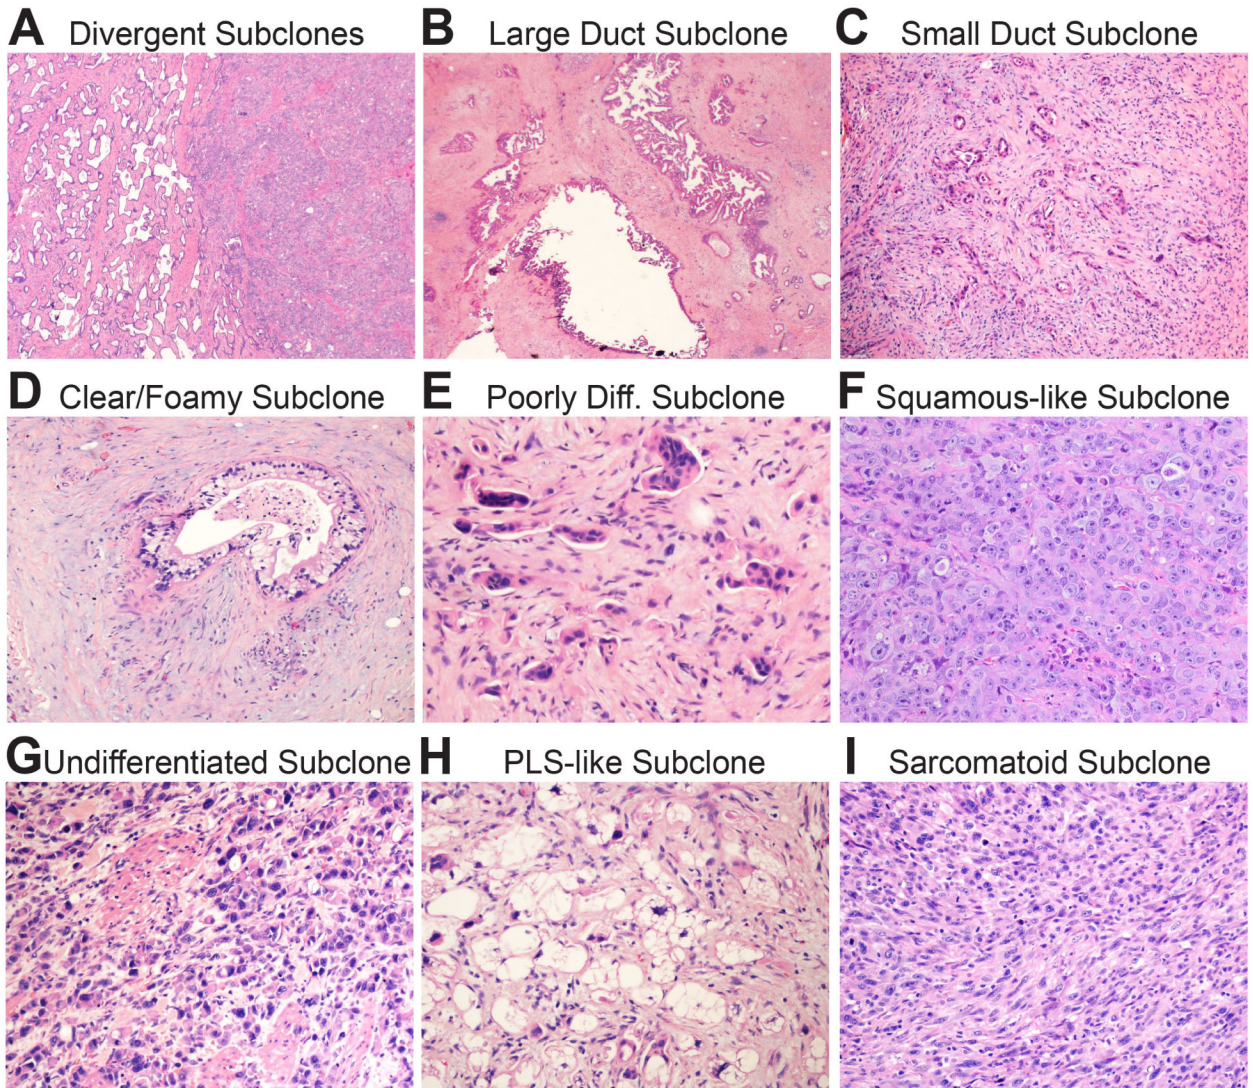 A Divergent Subclones
B Large Duct Subclone
C Small Duct Subclone
D Clear/Foamy Subclone
E Poorly Diff. Subclone
F Squamous-like Subclone
G Undifferentiated Subclone
H PLS-like Subclone
I Sarcomatoid Subclone